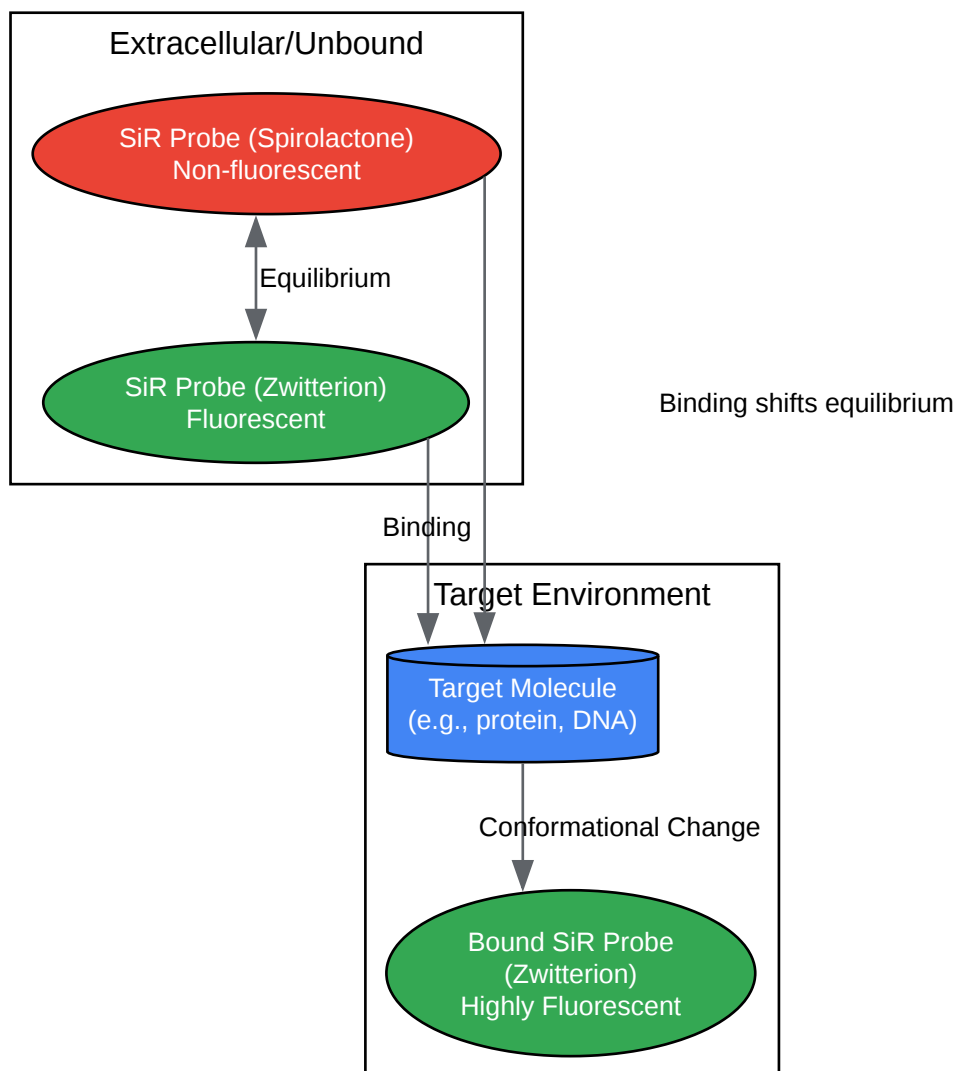 Extracellular/Unbound
SiR Probe (Spirolactone)
Non-fluorescent
Equilibrium
SiR Probe (Zwitterion)
Fluorescent
Binding shifts equilibrium
Binding
Target Environment
Target Molecule
(e.g., protein, DNA)
Conformational Change
Bound SiR Probe
(Zwitterion)
Highly Fluorescent